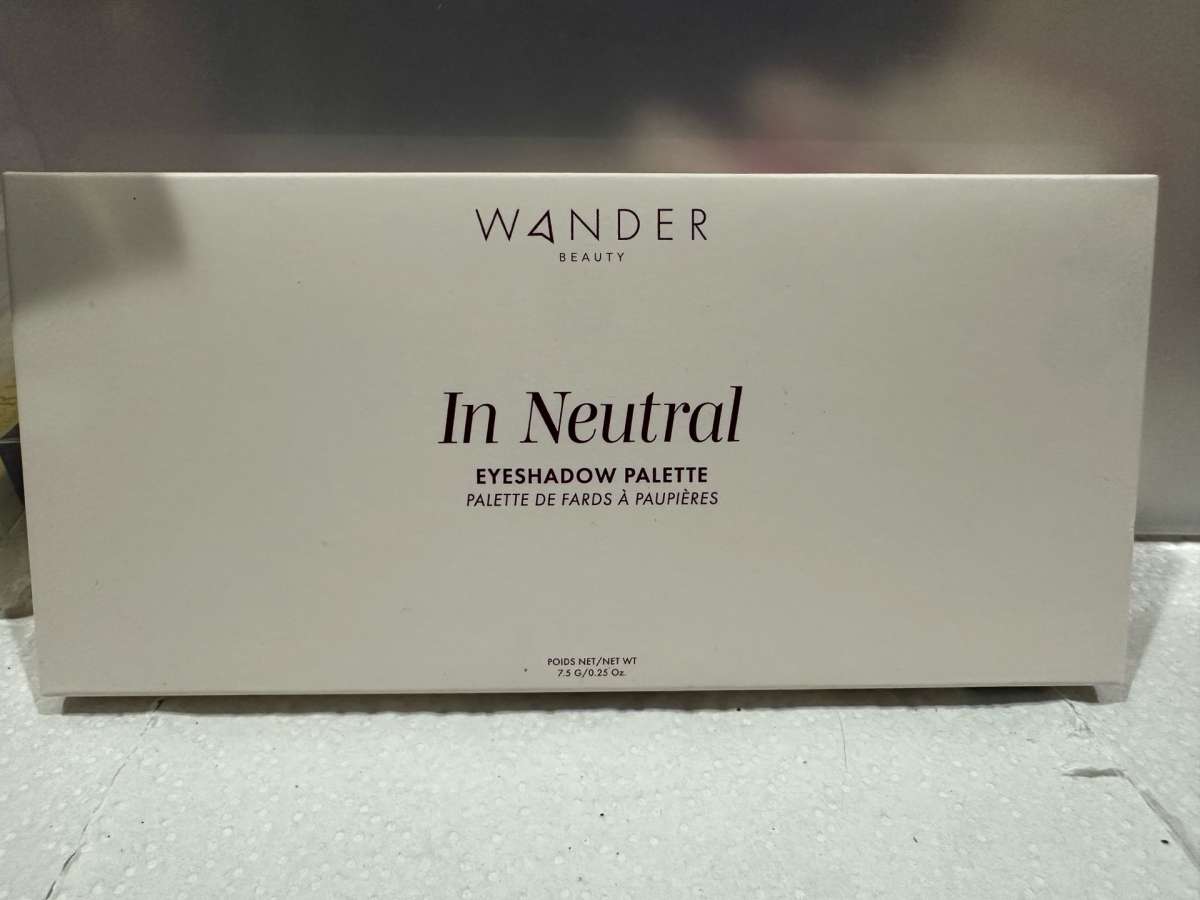 WANDER
BEAUTY
In Neutral
EYESHADOW PALETTE
PALETTE DE FARDS À PAUPIÈRES
POIDS NET/NET WT
7.5 G/0.25 Oz.